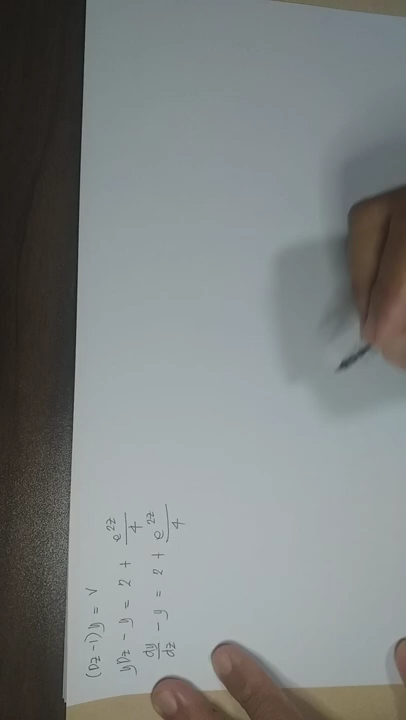 (Dz - 1)y = v
yDz - y = 2 + e^2z/4
dy/dz - y = 2 + e^2z/4